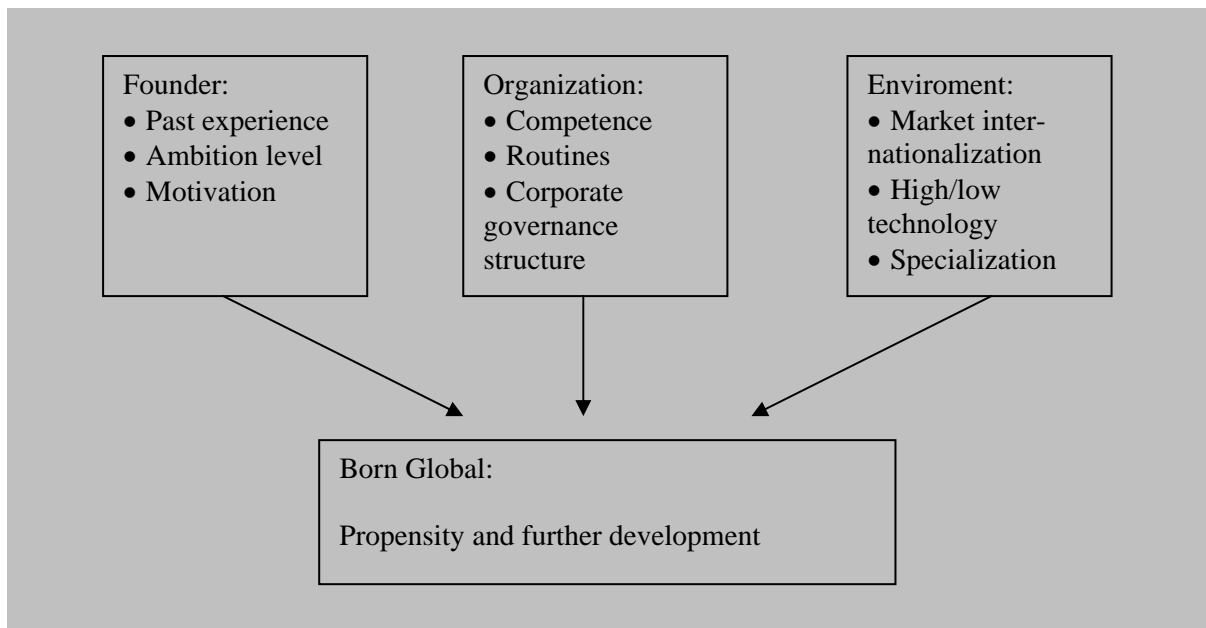 Founder:
• Past experience
• Ambition level
• Motivation
Organization:
• Competence
• Routines
• Corporate
governance
structure
Enviroment:
• Market inter-
nationalization
• High/low
technology
• Specialization
Born Global:
Propensity and further development